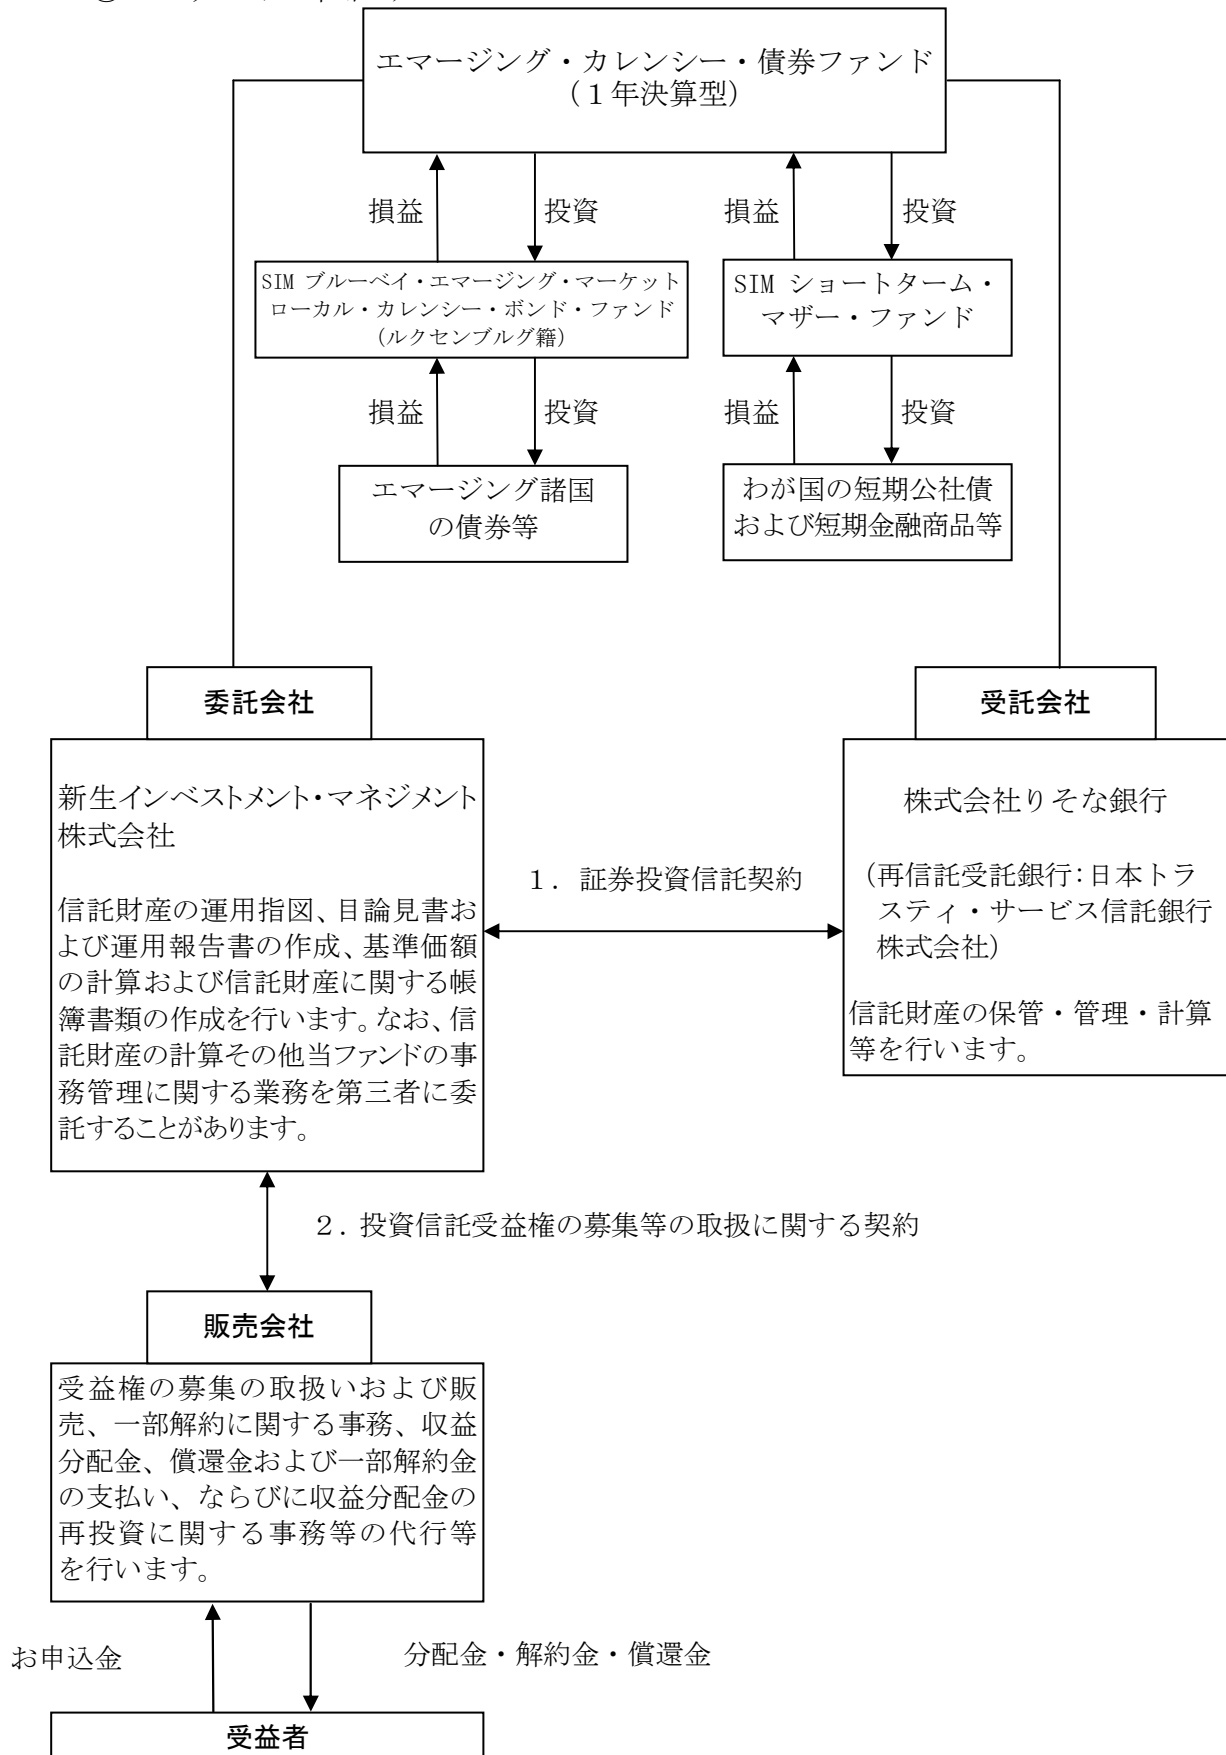 エマージング・カレンシー・債券ファンド
(１年決算型)
損益
投資
損益
投資
SIM ブルーベイ・エマージング・マーケット
ローカル・カレンシー・ボンド・ファンド
(ルクセンブルグ籍)
SIM ショートターム・
マザー・ファンド
損益
投資
損益
投資
エマージング諸国
の債券等
わが国の短期公社債
および短期金融商品等
委託会社
新生インベストメント・マネジメント
株式会社
信託財産の運用指図、目論見書お
よび運用報告書の作成、基準価額
の計算および信託財産に関する帳
簿書類の作成を行います。なお、信
託財産の計算その他当ファンドの事
務管理に関する業務を第三者に委
託することがあります。
１．証券投資信託契約
受託会社
株式会社りそな銀行
(再信託受託銀行:日本トラ
スティ・サービス信託銀行
株式会社)
信託財産の保管・管理・計算
等を行います。
２．投資信託受益権の募集等の取扱に関する契約
販売会社
受益権の募集の取扱いおよび販
売、一部解約に関する事務、収益
分配金、償還金および一部解約金
の支払い、ならびに収益分配金の
再投資に関する事務等の代行等
を行います。
お申込金
分配金・解約金・償還金
受益者